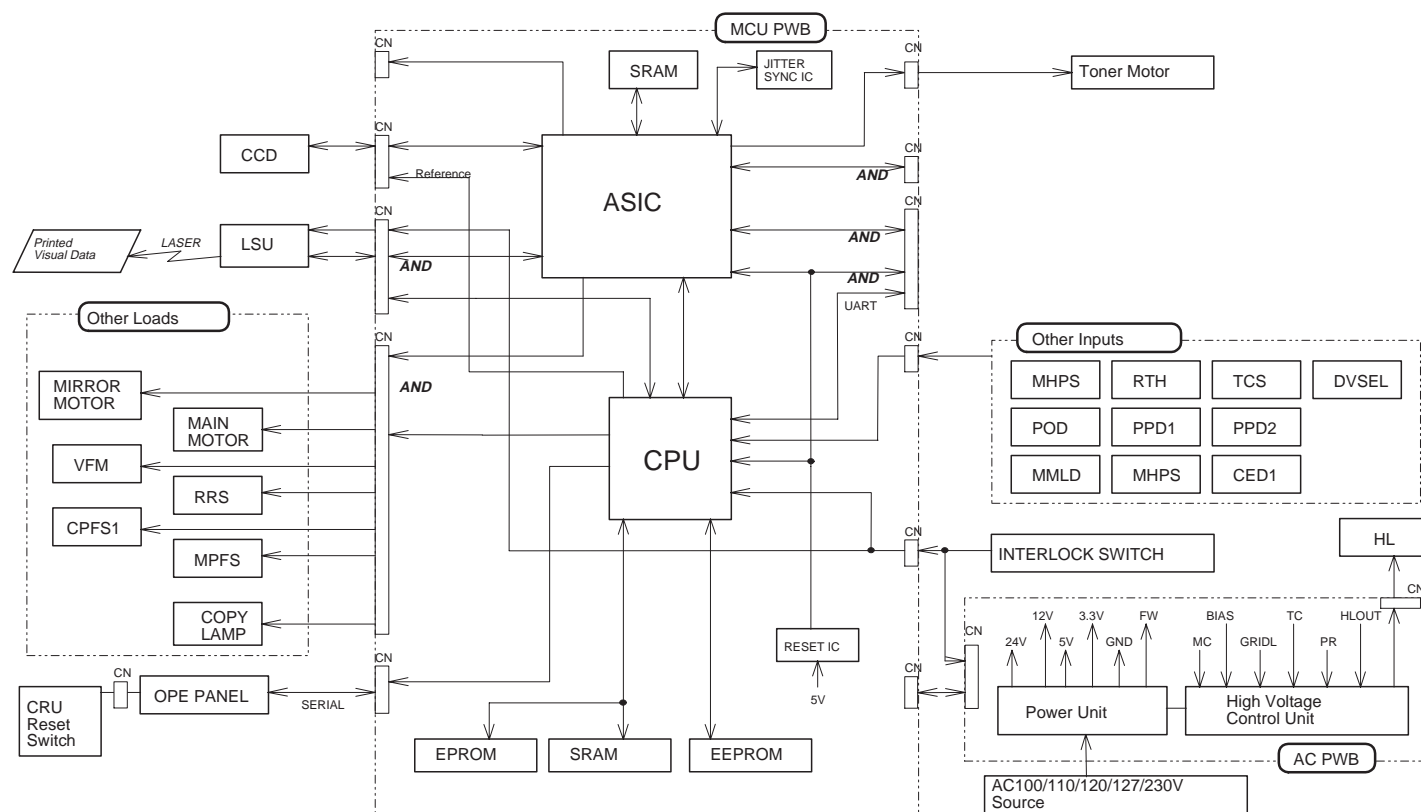 MCU PWB
CN
CN
SRAM
JITTER
SYNC IC
Toner Motor
CN
CN
CCD
Reference
ASIC
AND
CN
CN
Printed
Visual Data
LASER
LSU
AND
AND
AND
UART
Other Loads
CN
CN
Other Inputs
MIRROR
MOTOR
AND
MHPS
RTH
TCS
DVSEL
MAIN
MOTOR
POD
PPD1
PPD2
VFM
CPU
MMLD
MHPS
CED1
RRS
CPFS1
CN
INTERLOCK SWITCH
HL
MPFS
CN
COPY
LAMP
RESET IC
CN
12V
3.3V
FW
BIAS
TC
HLOUT
24V
5V
GND
MC
GRIDL
PR
CN
CN
CN
CRU
Reset
Switch
OPE PANEL
SERIAL
5V
Power Unit
High Voltage
Control Unit
EPROM
SRAM
EEPROM
AC PWB
AC100/110/120/127/230V
Source